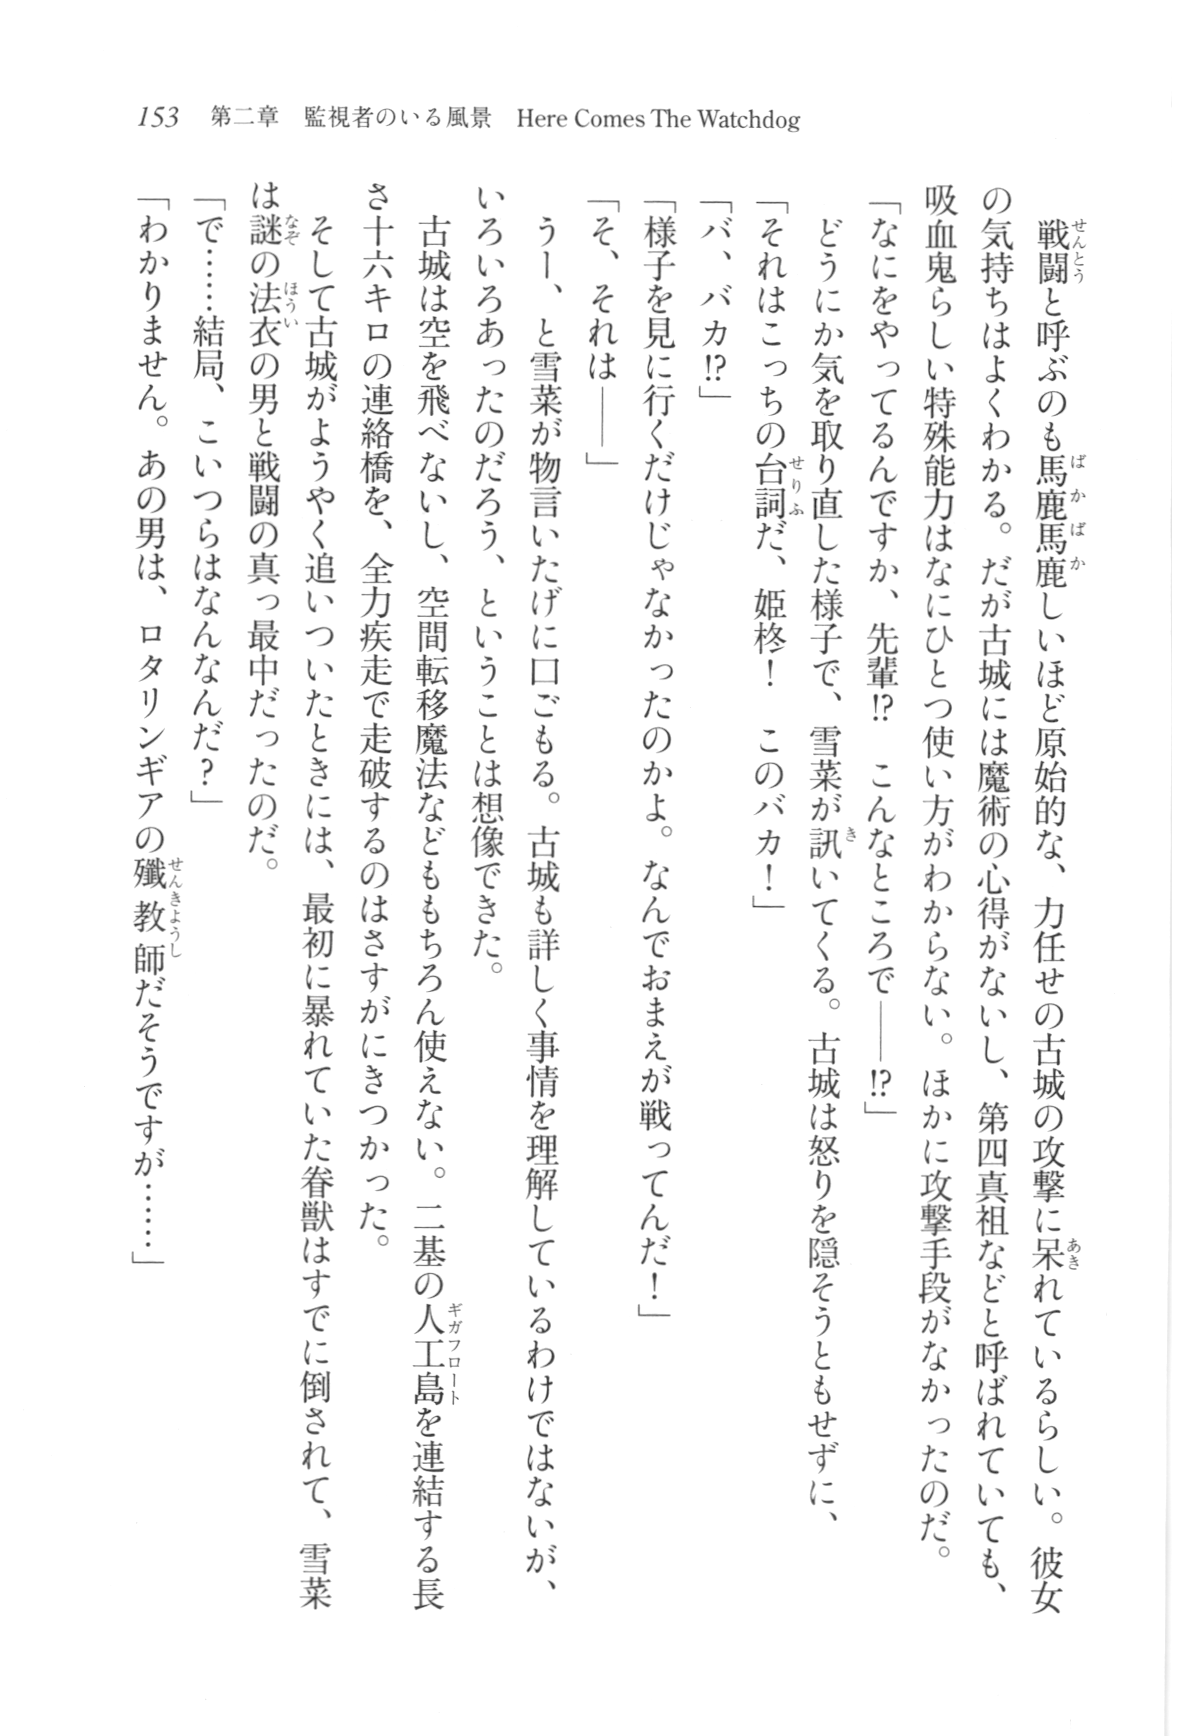 153　第二章　監視者のいる風景　Here Comes The Watchdog
　戦闘と呼ぶのも馬鹿馬鹿しいほど原始的な、力任せの古城の攻撃に呆れているらしい。彼女
の気持ちはよくわかる。だが古城には魔術の心得がないし、第四真祖などと呼ばれていても、
吸血鬼らしい特殊能力はなにひとつ使い方がわからない。ほかに攻撃手段がなかったのだ。
「なにをやってるんですか、先輩!?　こんなところで――!?」
　どうにか気を取り直した様子で、雪菜が訊いてくる。古城は怒りを隠そうともせずに、
「それはこっちの台詞だ、姫柊！　このバカ！」
「バ、バカ!?」
「様子を見に行くだけじゃなかったのかよ。なんでおまえが戦ってんだ！」
「そ、それは――」
　うー、と雪菜が物言いたげに口ごもる。古城も詳しく事情を理解しているわけではないが、
いろいろあったのだろう、ということは想像できた。
　古城は空を飛べないし、空間転移魔法などももちろん使えない。二基の人工島を連結する長
さ十六キロの連絡橋を、全力疾走で走破するのはさすがにきつかった。
　そして古城がようやく追いついたときには、最初に暴れていた眷獣はすでに倒されて、雪菜
は謎の法衣の男と戦闘の真っ最中だったのだ。
「で……結局、こいつらはなんなんだ？」
「わかりません。あの男は、ロタリンギアの殲教師だそうですが……」